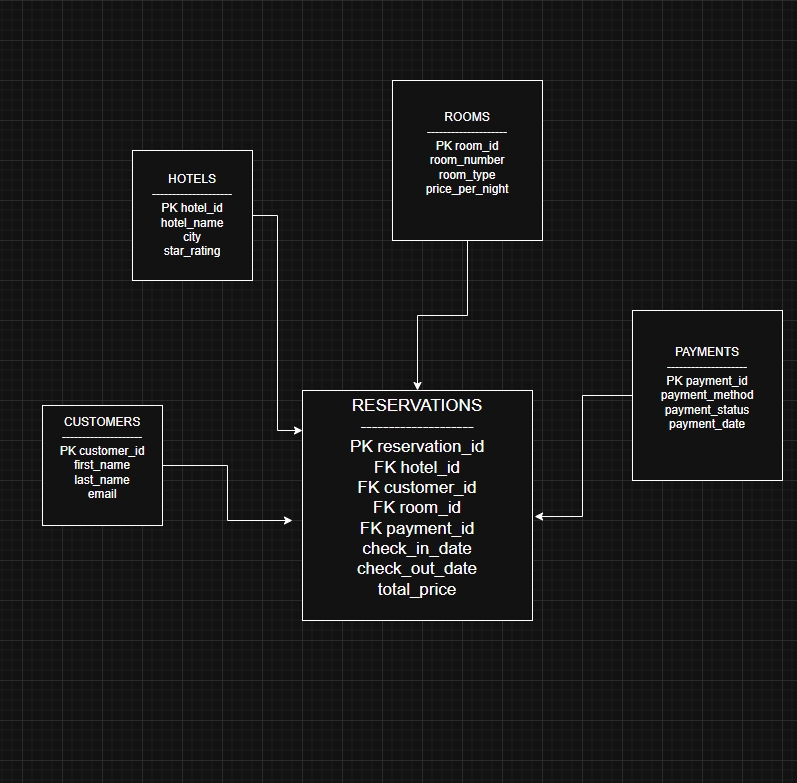 ROOMS
--------------------
PK room_id
room_number
room_type
price_per_night
HOTELS
--------------------
PK hotel_id
hotel_name
city
star_rating
PAYMENTS
--------------------
PK payment_id
payment_method
payment_status
payment_date
CUSTOMERS
--------------------
PK customer_id
first_name
last_name
email
RESERVATIONS
--------------------
PK reservation_id
FK hotel_id
FK customer_id
FK room_id
FK payment_id
check_in_date
check_out_date
total_price